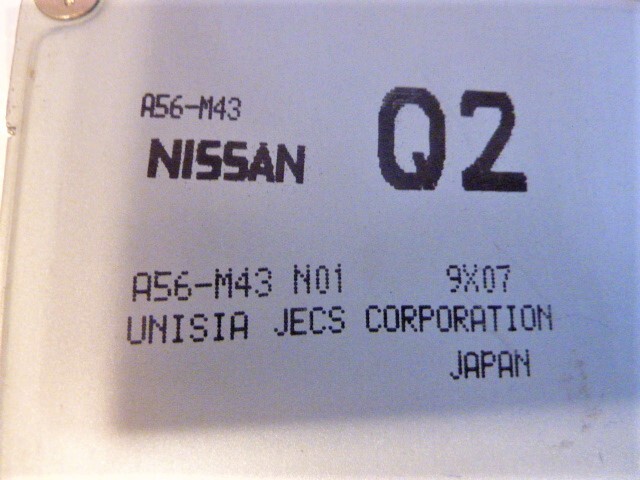 A56-M43
NISSAN Q2
A56-M43 N01 9X07
UNISIA JECS CORPORATION
JAPAN